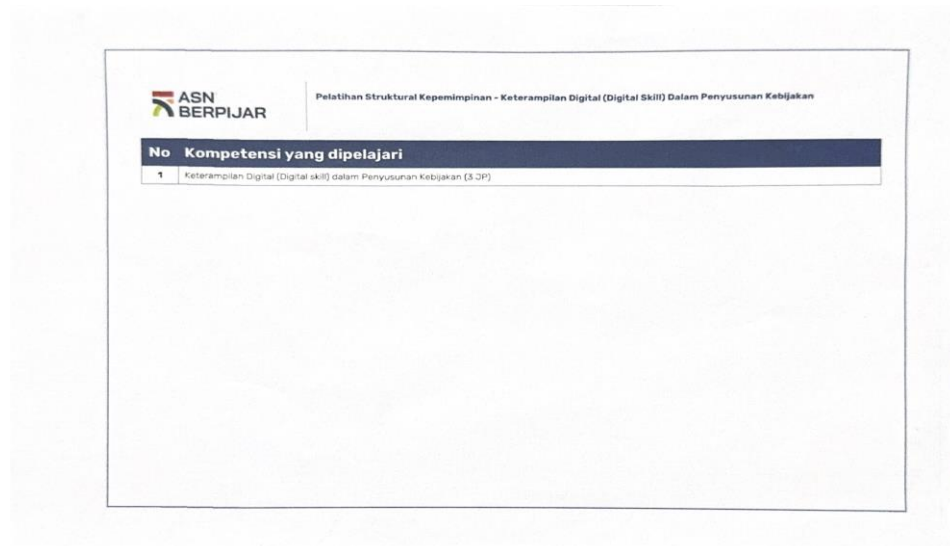 ASN
BERPIJAR
Pelatihan Struktural Kepemimpinan - Keterampilan Digital (Digital Skill) Dalam Penyusunan Kebijakan
No Kompetensi yang dipelajari
1 Keterampilan Digital (Digital skill) dalam Penyusunan Kebijakan (3 JP)